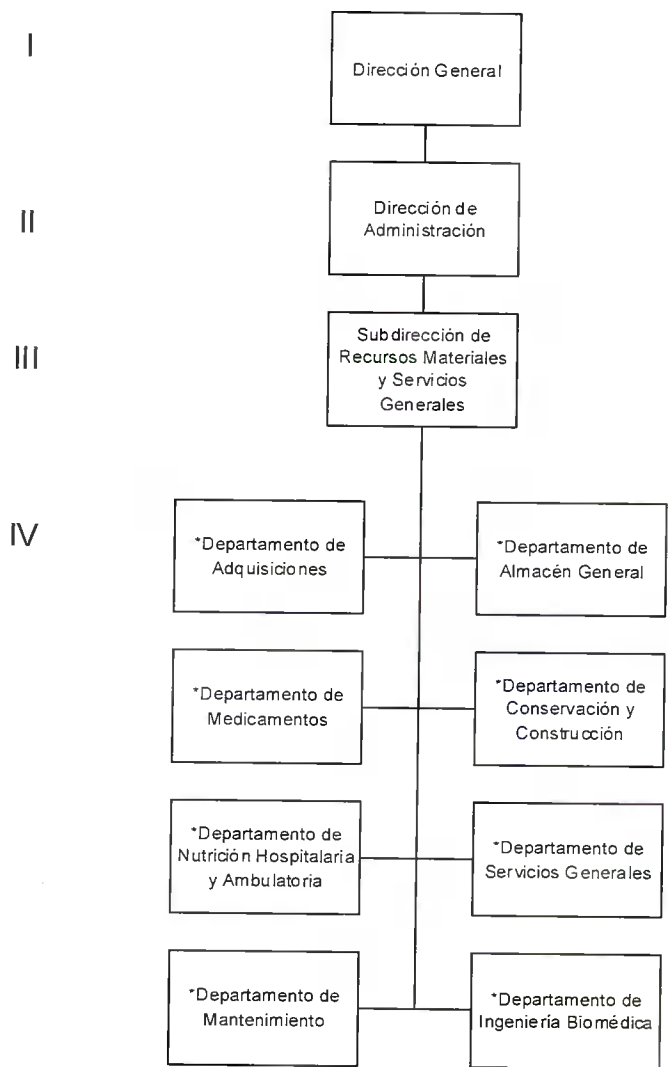 I
Dirección General
II
Dirección de
Administración
III
Subdirección de
Recursos Materiales
y Servicios
Generales
IV
*Departamento de
Adquisiciones
*Departamento de
Almacén General
*Departamento de
Medicamentos
*Departamento de
Conservación y
Construcción
*Departamento de
Nutrición Hospitalaria
y Ambulatoria
*Departamento de
Servicios Generales
*Departamento de
Mantenimiento
*Departamento de
Ingeniería Biomédica